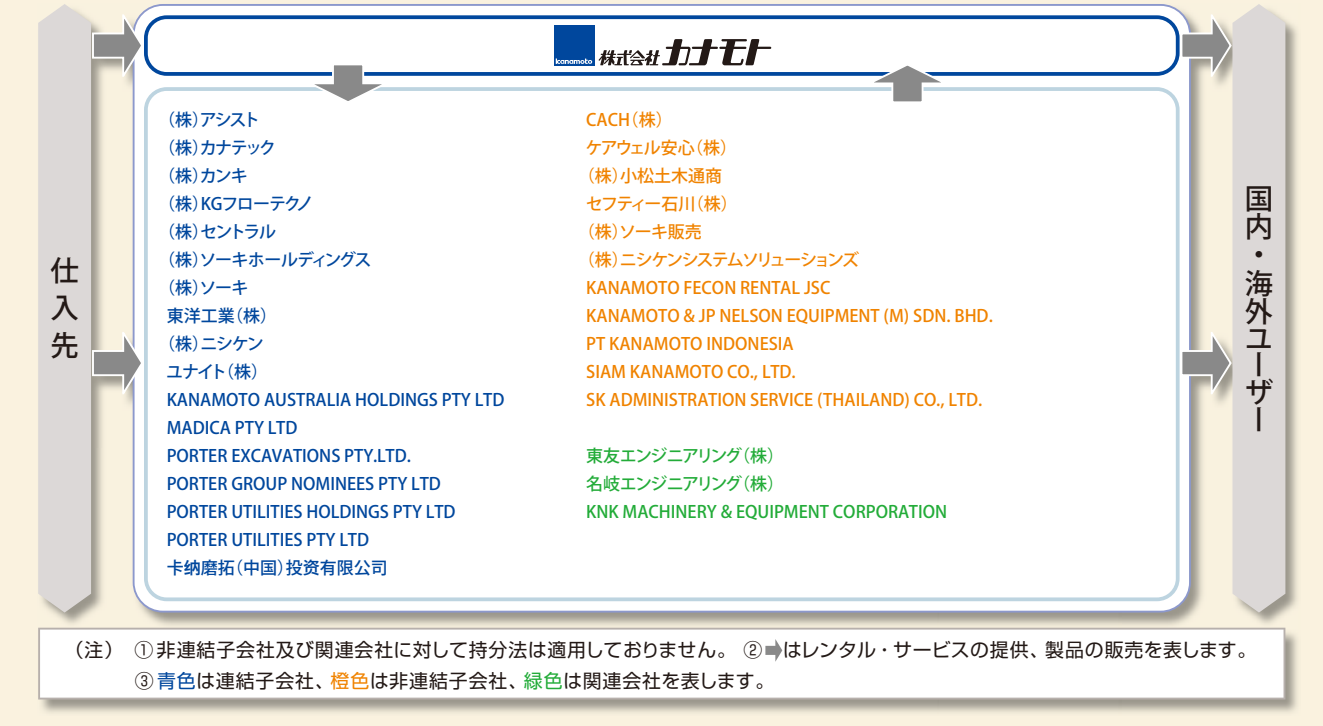 仕入先
kanamoto
株式会社カナモト
(株)アシスト
(株)カナテック
(株)カンキ
(株)KGフローテクノ
(株)セントラル
(株)ソーキホールディングス
(株)ソーキ
東洋工業(株)
(株)ニシケン
ユナイト(株)
KANAMOTO AUSTRALIA HOLDINGS PTY LTD
MADICA PTY LTD
PORTER EXCAVATIONS PTY.LTD.
PORTER GROUP NOMINEES PTY LTD
PORTER UTILITIES HOLDINGS PTY LTD
PORTER UTILITIES PTY LTD
卡纳磨拓(中国)投资有限公司
CACH(株)
ケアウェル安心(株)
(株)小松土木通商
セフティー石川(株)
(株)ソーキ販売
(株)ニシケンシステムソリューションズ
KANAMOTO FECON RENTAL JSC
KANAMOTO & JP NELSON EQUIPMENT (M) SDN. BHD.
PT KANAMOTO INDONESIA
SIAM KANAMOTO CO., LTD.
SK ADMINISTRATION SERVICE (THAILAND) CO., LTD.
東友エンジニアリング(株)
名岐エンジニアリング(株)
KNK MACHINERY & EQUIPMENT CORPORATION
国内・海外ユーザー
(注) ①非連結子会社及び関連会社に対して持分法は適用しておりません。 ②➡はレンタル・サービスの提供、製品の販売を表します。
③青色は連結子会社、橙色は非連結子会社、緑色は関連会社を表します。